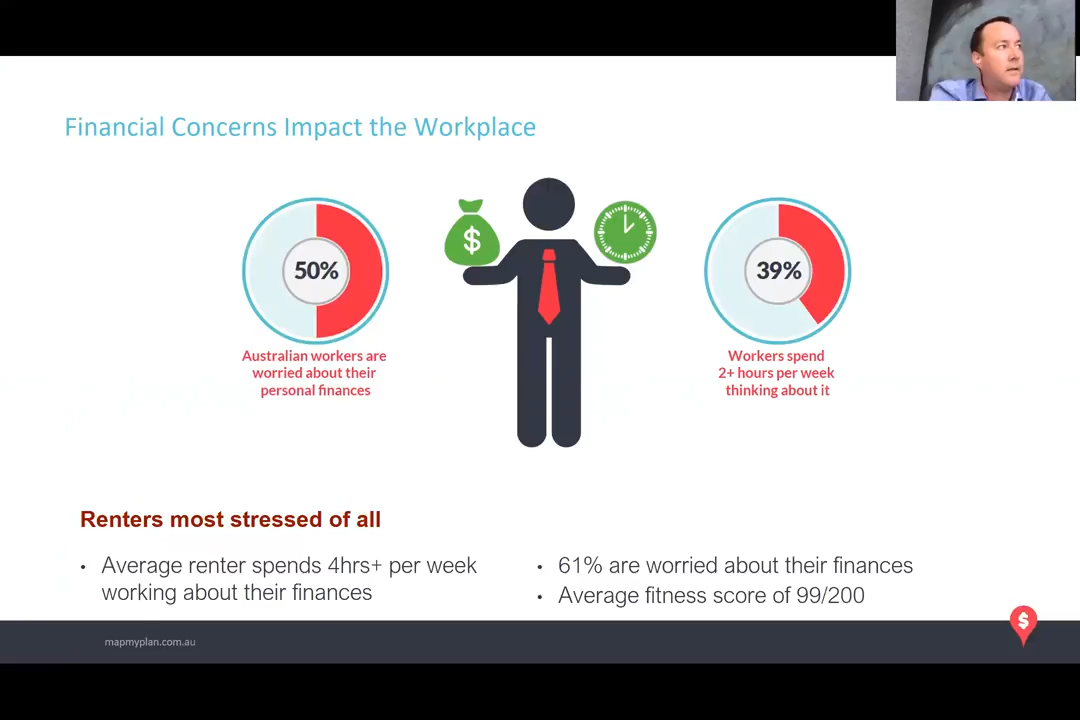 Financial Concerns Impact the Workplace
$
50%
39%
Australian workers are
worried about their
personal finances
Workers spend
2+ hours per week
thinking about it
Renters most stressed of all
• Average renter spends 4hrs+ per week
working about their finances
• 61% are worried about their finances
• Average fitness score of 99/200
mapmyplan.com.au
$